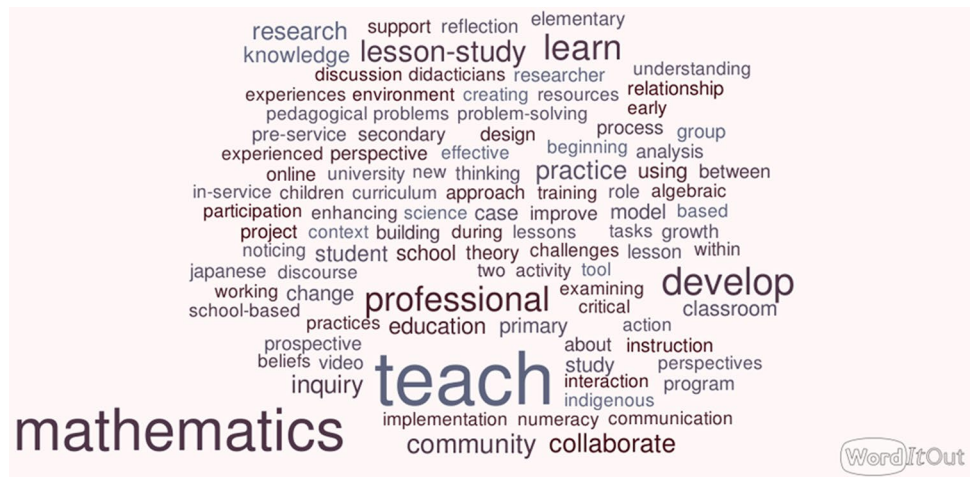 elementary
research support reflection
knowledge lesson-study learn
discussion didacticians researcher understanding
experiences environment creating resources relationship
pedagogical problems problem-solving early
pre-service secondary design process group
experienced perspective effective beginning analysis
online university new thinking practice using between
in-service children curriculum approach training role algebraic
participation enhancing science case improve model based
project context building during lessons tasks growth
noticing student school theory challenges lesson within
japanese discourse two activity tool
working change professional examining develop
school-based critical classroom
practices education primary action
prospective about instruction
beliefs video teach study perspectives
inquiry interaction program
indigenous
mathematics implementation numeracy communication
community collaborate
WordItOut